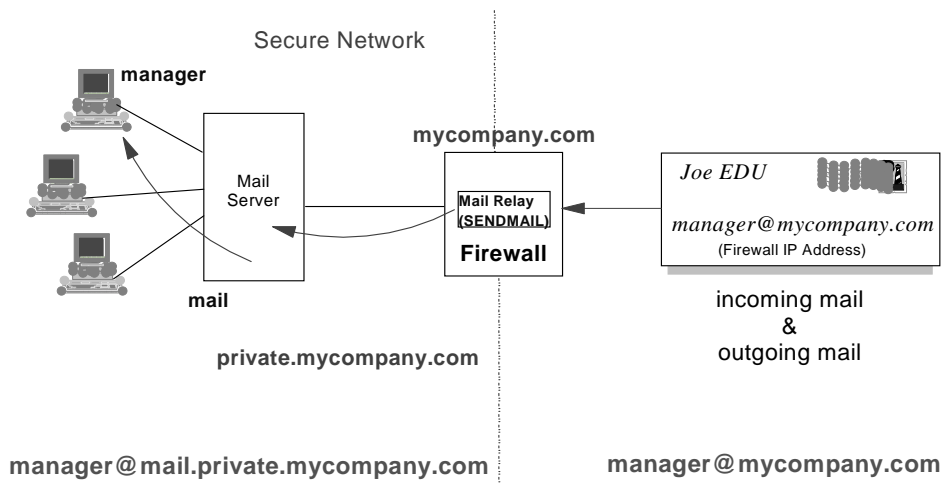 Secure Network
manager
mycompany.com
Mail
Server
Mail Relay
(SENDMAIL)
Firewall
Joe EDU
manager@mycompany.com
(Firewall IP Address)
mail
incoming mail
&
outgoing mail
private.mycompany.com
manager@mail.private.mycompany.com
manager@mycompany.com